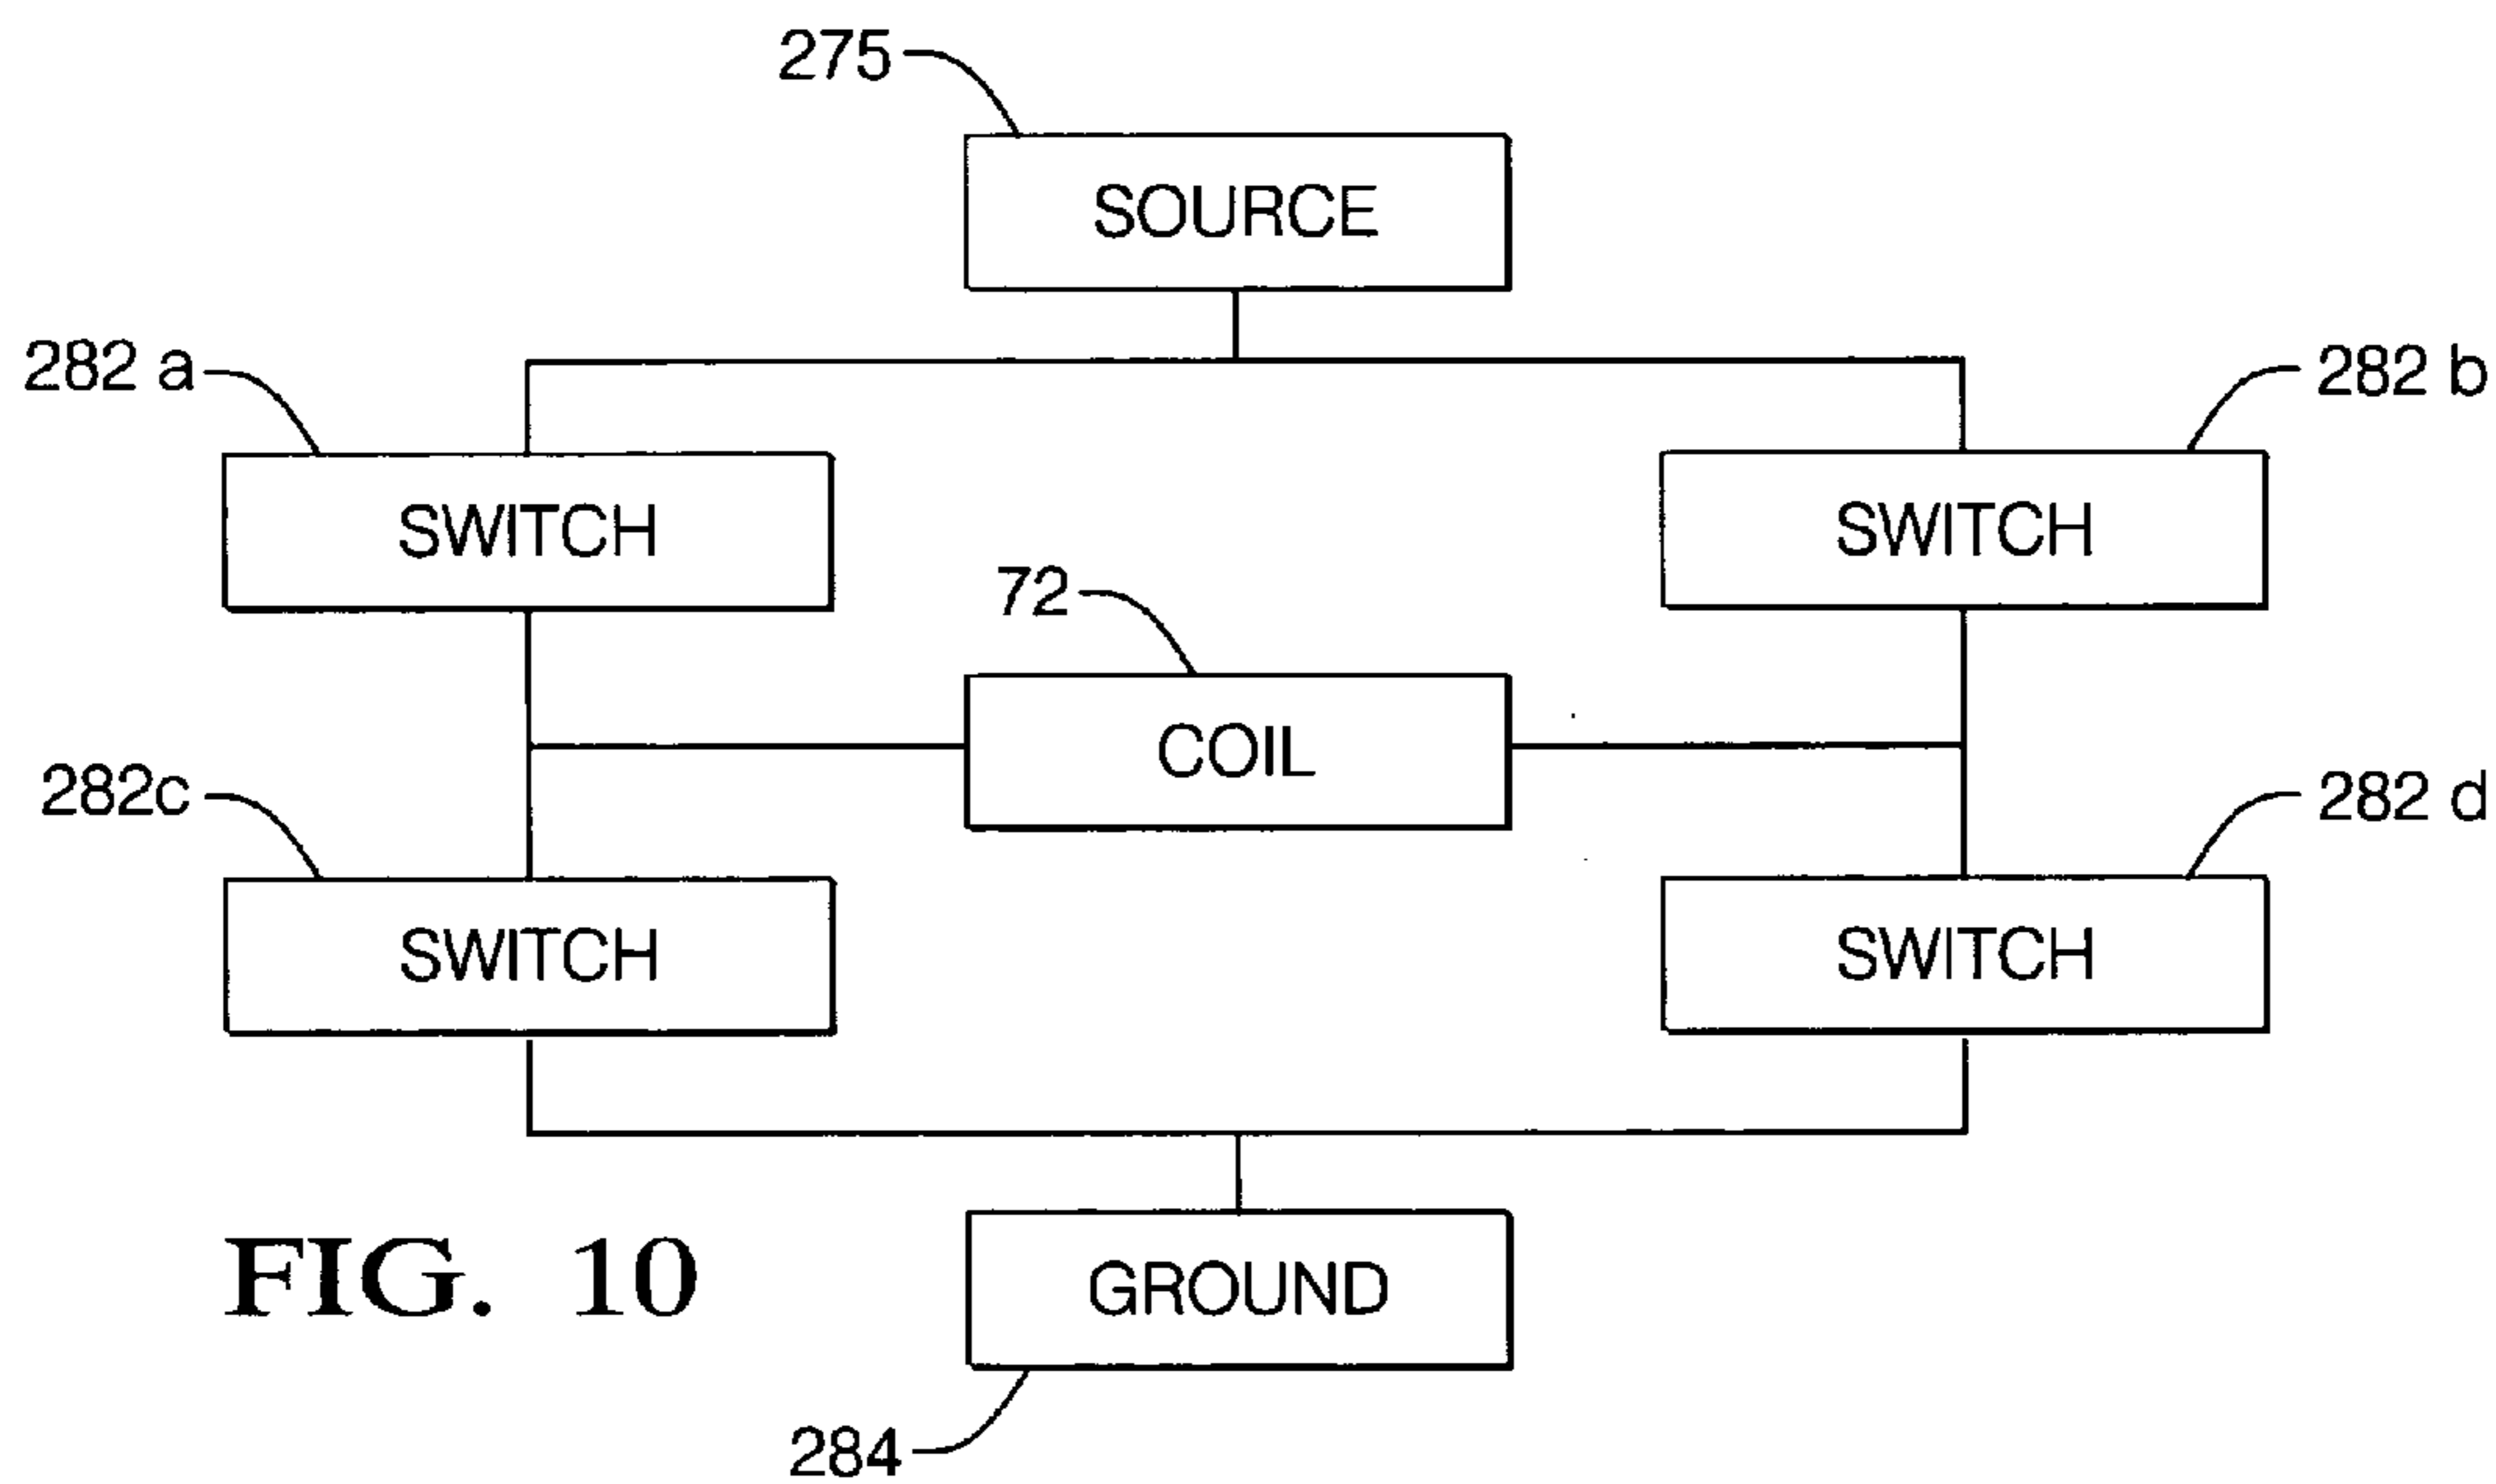 275
SOURCE
282 a
282 b
SWITCH
SWITCH
72
COIL
282c
282 d
SWITCH
SWITCH
GROUND
FIG. 10
284